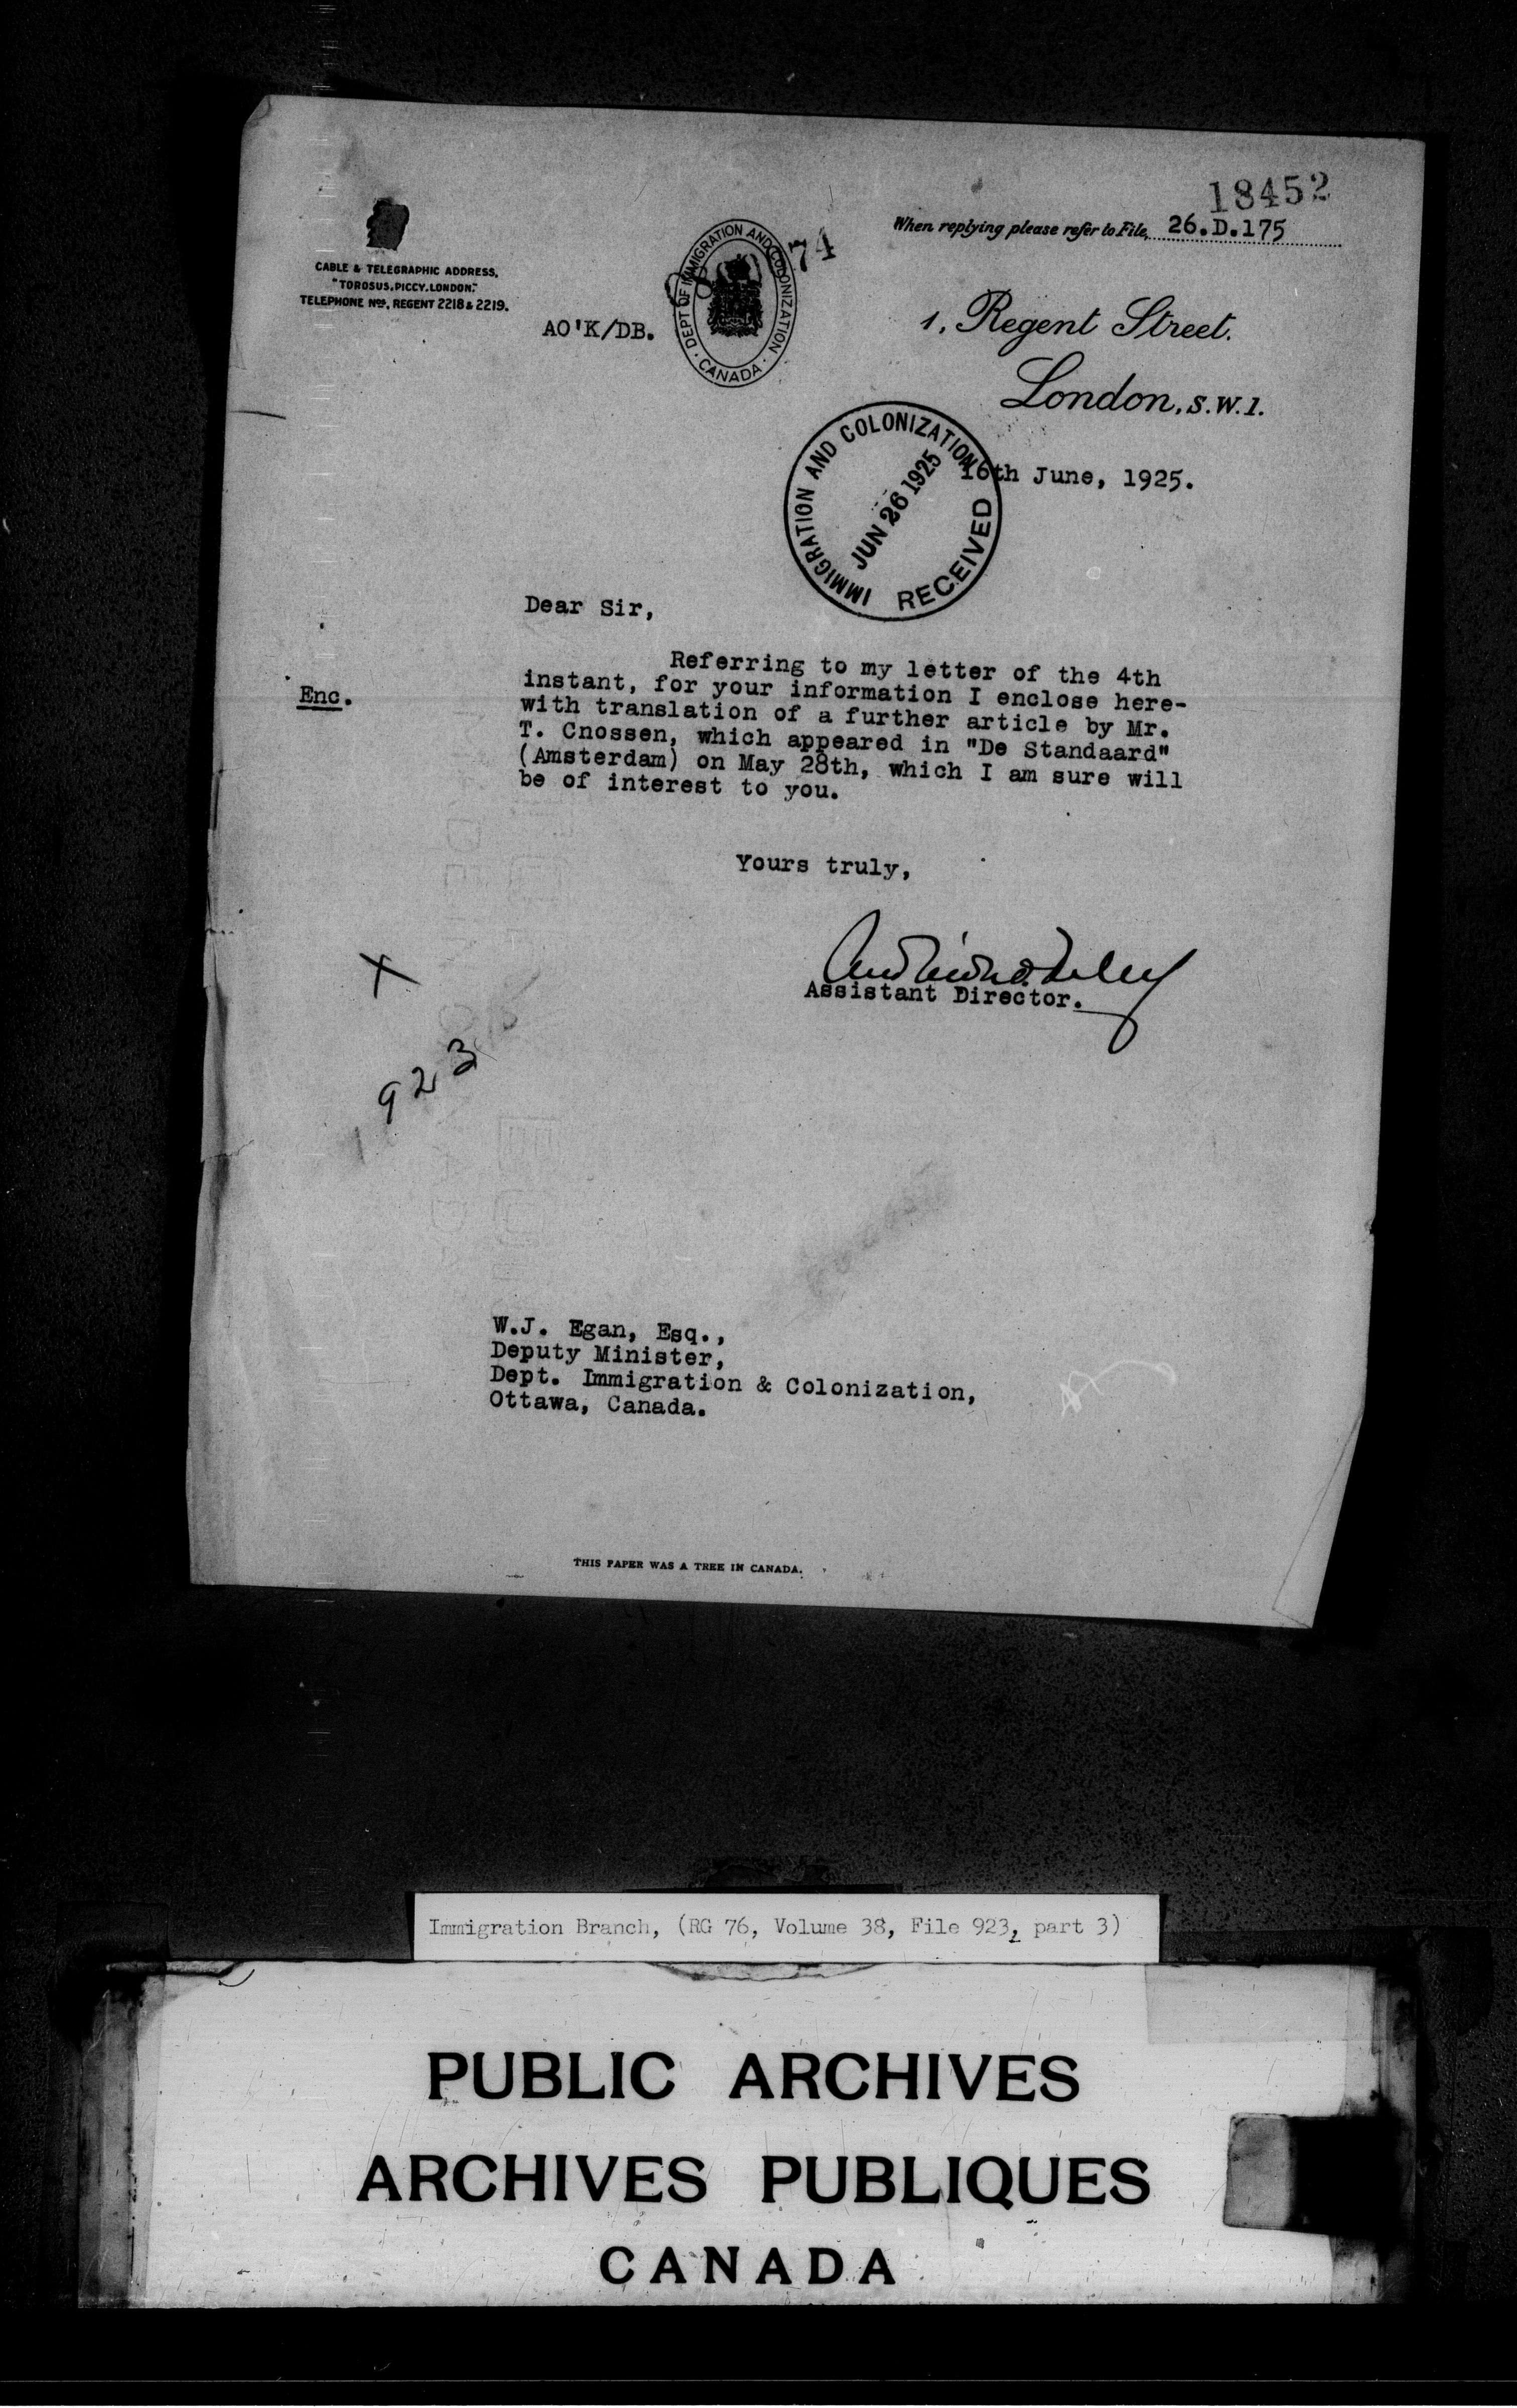 18452
When replying please refer to File, 26.D.175
CABLE & TELEGRAPHIC ADDRESS,
"TOROSUS, PICCY. LONDON."
TELEPHONE NOS, REGENT 2218 & 2219.
AO'K/DB.
DEPT OF IMMIGRATION AND COLONIZATION · CANADA ·
74
1, Regent Street.
London, S.W.1.
16th June, 1925.
IMMIGRATION AND COLONIZATION
JUN 26 1925
RECEIVED
Dear Sir,
Enc.
Referring to my letter of the 4th
instant, for your information I enclose here-
with translation of a further article by Mr.
T. Cnossen, which appeared in "De Standaard"
(Amsterdam) on May 28th, which I am sure will
be of interest to you.
Yours truly,
Assistant Director.
X
923
W.J. Egan, Esq.,
Deputy Minister,
Dept. Immigration & Colonization,
Ottawa, Canada.
THIS PAPER WAS A TREE IN CANADA.
Immigration Branch, (RG 76, Volume 38, File 923, part 3)
PUBLIC ARCHIVES
ARCHIVES PUBLIQUES
CANADA